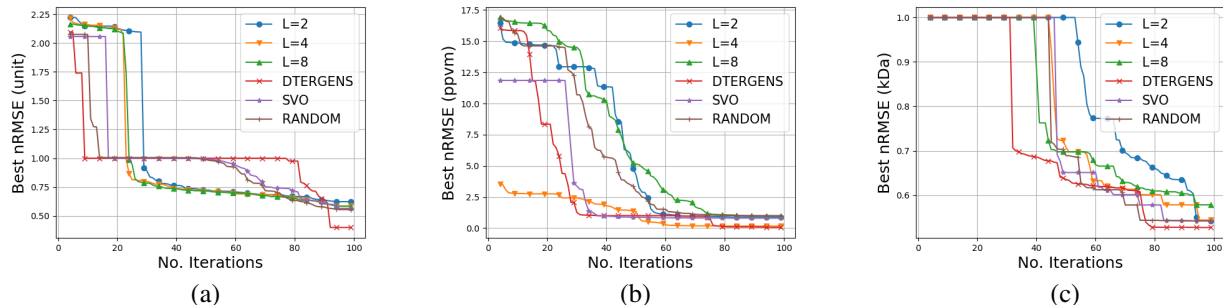 Best nRMSE (unit)
2.25
2.00
1.75
1.50
1.25
1.00
0.75
0.50
L=2
L=4
L=8
DTERGENS
SVO
RANDOM
0 20 40 60 80 100
No. Iterations
(a)
Best nRMSE (ppvm)
17.5
15.0
12.5
10.0
7.5
5.0
2.5
0.0
L=2
L=4
L=8
DTERGENS
SVO
RANDOM
0 20 40 60 80 100
No. Iterations
(b)
Best nRMSE (kDa)
1.0
0.9
0.8
0.7
0.6
L=2
L=4
L=8
DTERGENS
SVO
RANDOM
0 20 40 60 80 100
No. Iterations
(c)